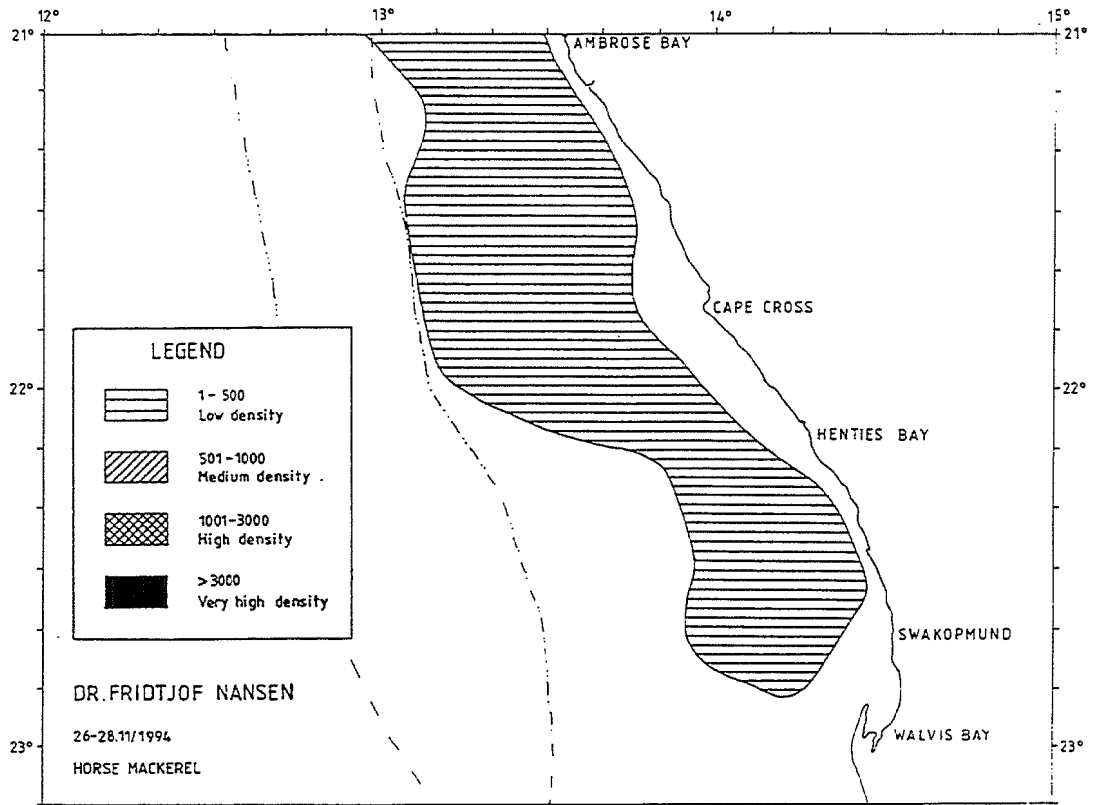 12° 13° 14° 15°
21° 21°
AMBROSE BAY
CAPE CROSS
22° 22°
HENTIES BAY
SWAKOPMUND
WALVIS BAY
23° 23°
LEGEND
1 - 500
Low density
501-1000
Medium density .
1001-3000
High density
>3000
Very high density
DR.FRIDTJOF NANSEN
26-28.11/1994
HORSE MACKEREL